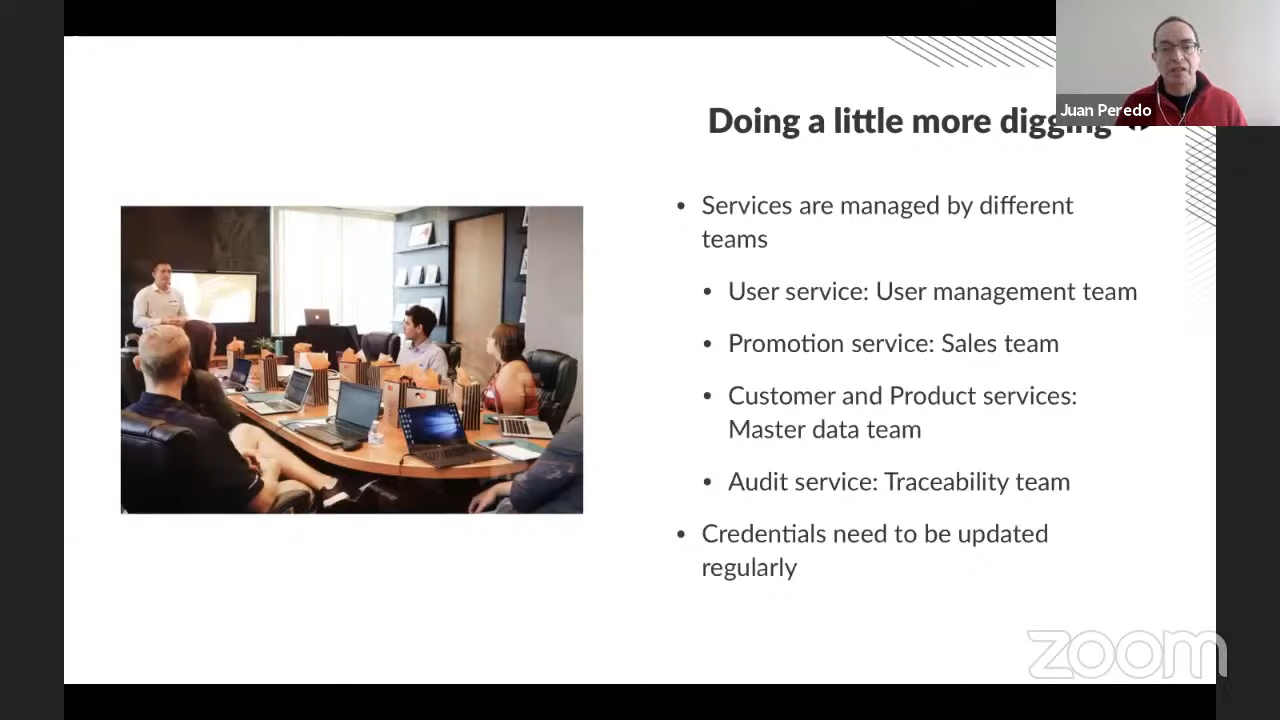 Juan Peredo
Doing a little more digging
• Services are managed by different
teams
• User service: User management team
• Promotion service: Sales team
• Customer and Product services:
Master data team
• Audit service: Traceability team
• Credentials need to be updated
regularly
zoom